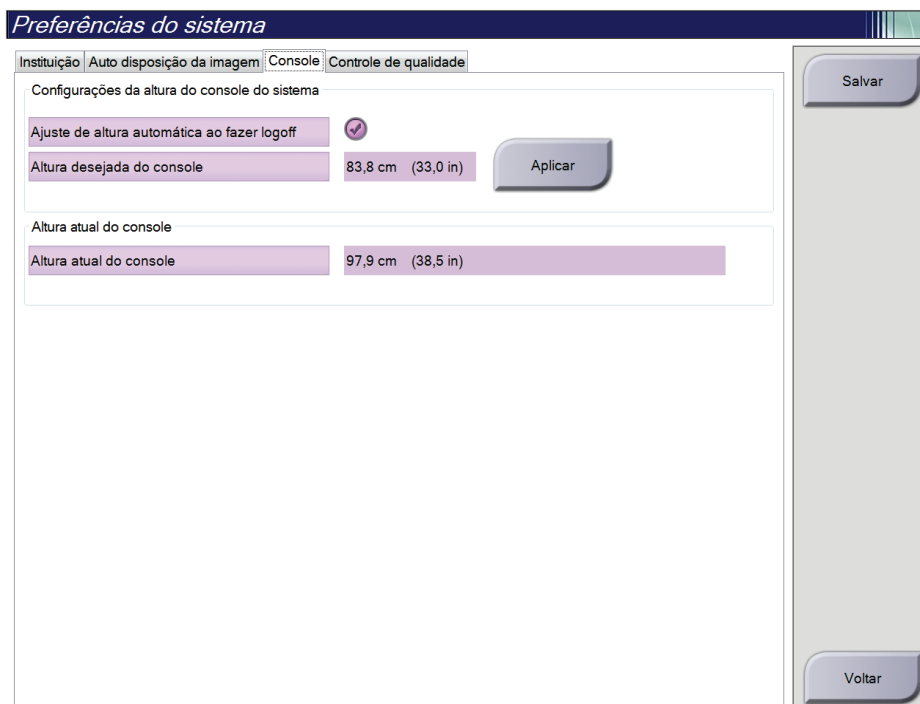 Preferências do sistema
Instituição Auto disposição da imagem Console Controle de qualidade
Configurações da altura do console do sistema
Salvar
Ajuste de altura automática ao fazer logoff
Altura desejada do console 83,8 cm (33,0 in) Aplicar
Altura atual do console
Altura atual do console 97,9 cm (38,5 in)
Voltar